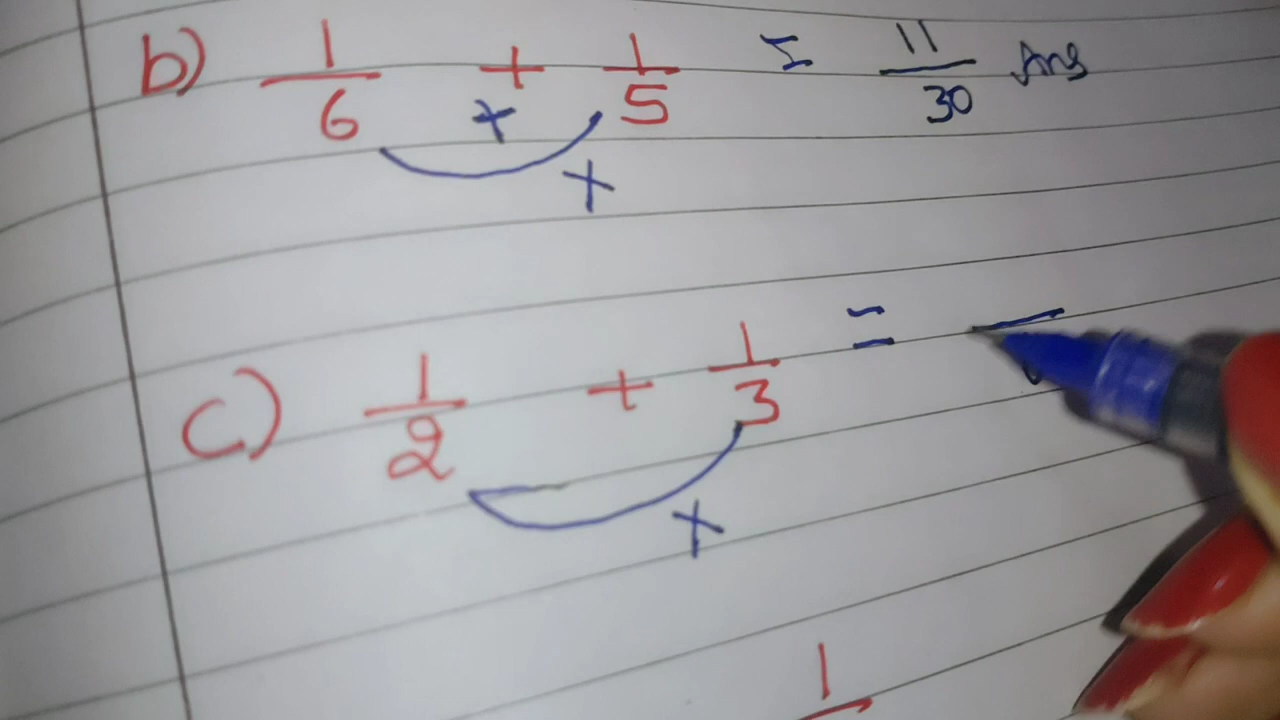 b) 1/6 + 1/5 = 11/30 Ans
+ ×
c) 1/2 + 1/3 =
×
1